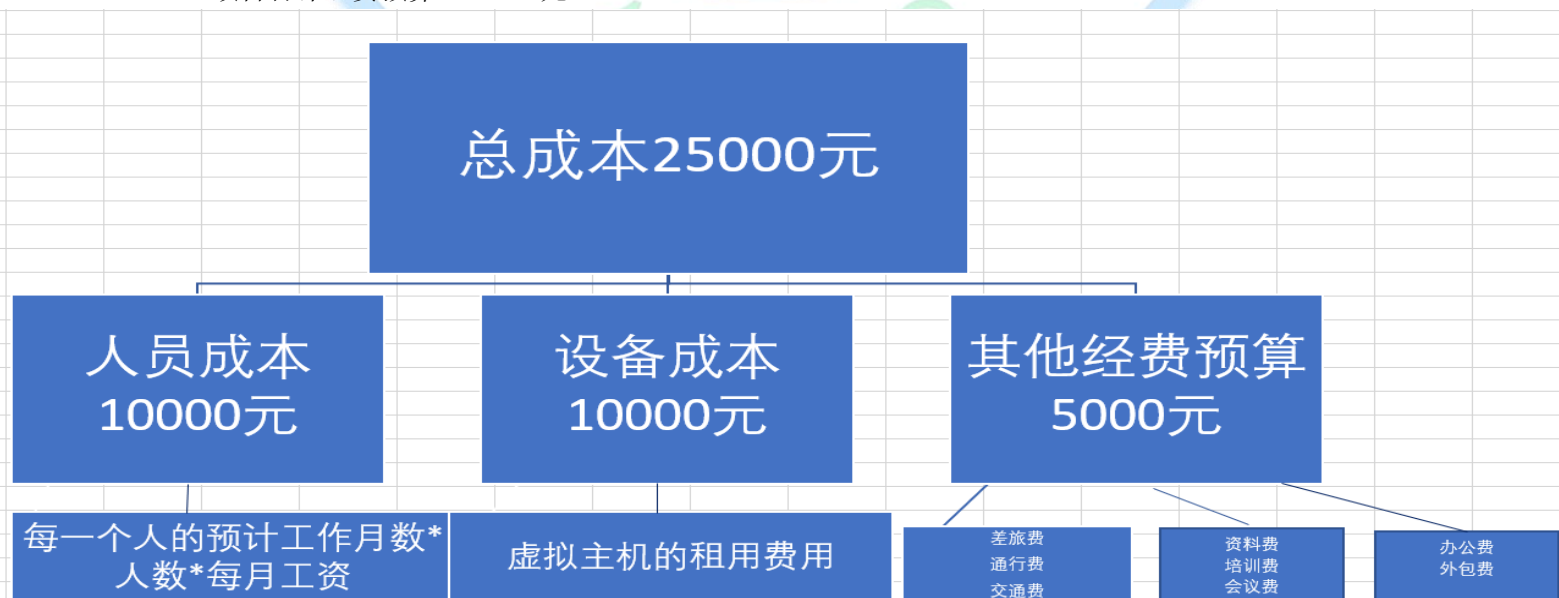 总成本25000元
人员成本
10000元
设备成本
10000元
其他经费预算
5000元
每一个人的预计工作月数*
人数*每月工资
虚拟主机的租用费用
差旅费
通行费
交通费
资料费
培训费
会议费
办公费
外包费